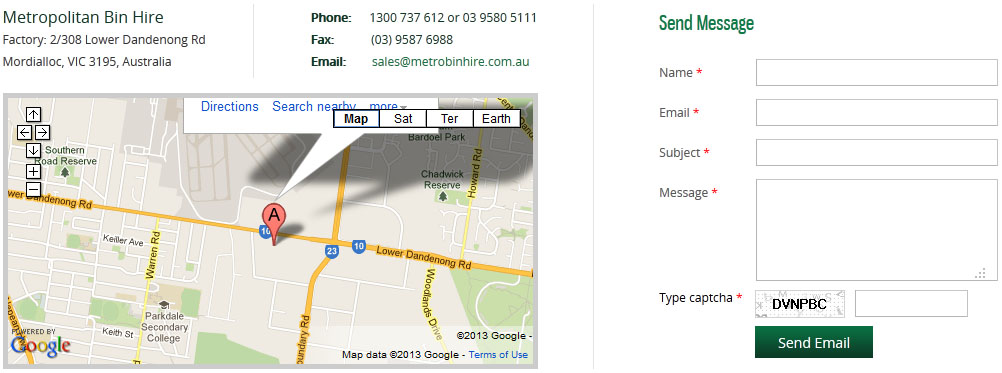 Metropolitan Bin Hire
Factory: 2/308 Lower Dandenong Rd
Mordialloc, VIC 3195, Australia
Phone: 1300 737 612 or 03 9580 5111
Fax: (03) 9587 6988
Email: sales@metrobinhire.com.au
Directions Search nearby more
Map Sat Ter Earth
Bardoel Park
Southern
Road Reserve
Chadwick
Reserve
Howard Rd
Lower Dandenong Rd
A
10
Keiller Ave
Warren Rd
23
10
Lower Dandenong Rd
Woodlands Drive
Parkdale
Secondary
College
Keith St
Boundary Rd
POWERED BY
Google
©2013 Google -
Map data ©2013 Google - Terms of Use
Send Message
Name *
Email *
Subject *
Message *
Type captcha * DVNPBC
Send Email